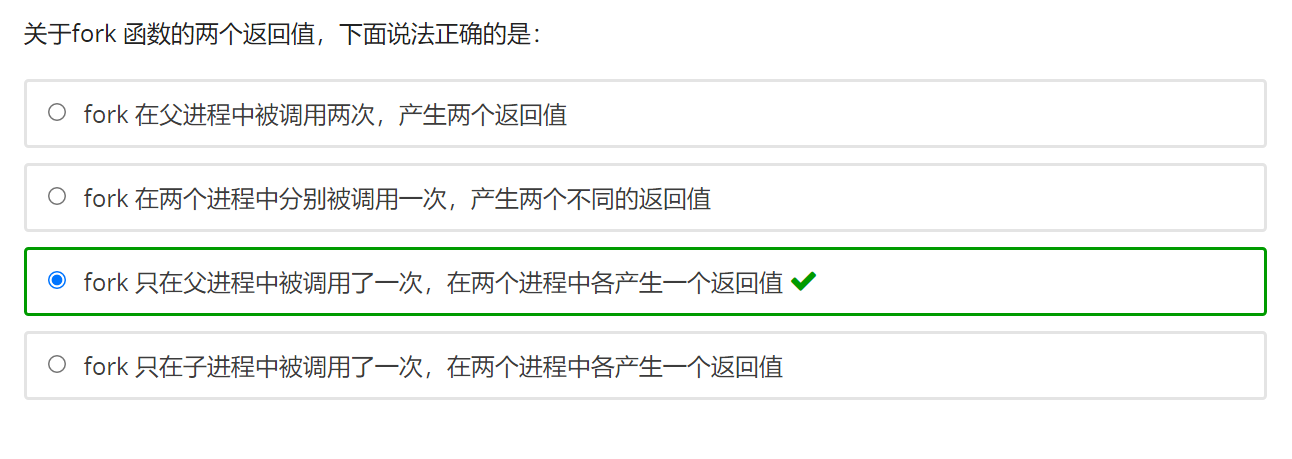 关于fork 函数的两个返回值，下面说法正确的是：
fork 在父进程中被调用两次，产生两个返回值
fork 在两个进程中分别被调用一次，产生两个不同的返回值
fork 只在父进程中被调用了一次，在两个进程中各产生一个返回值
fork 只在子进程中被调用了一次，在两个进程中各产生一个返回值